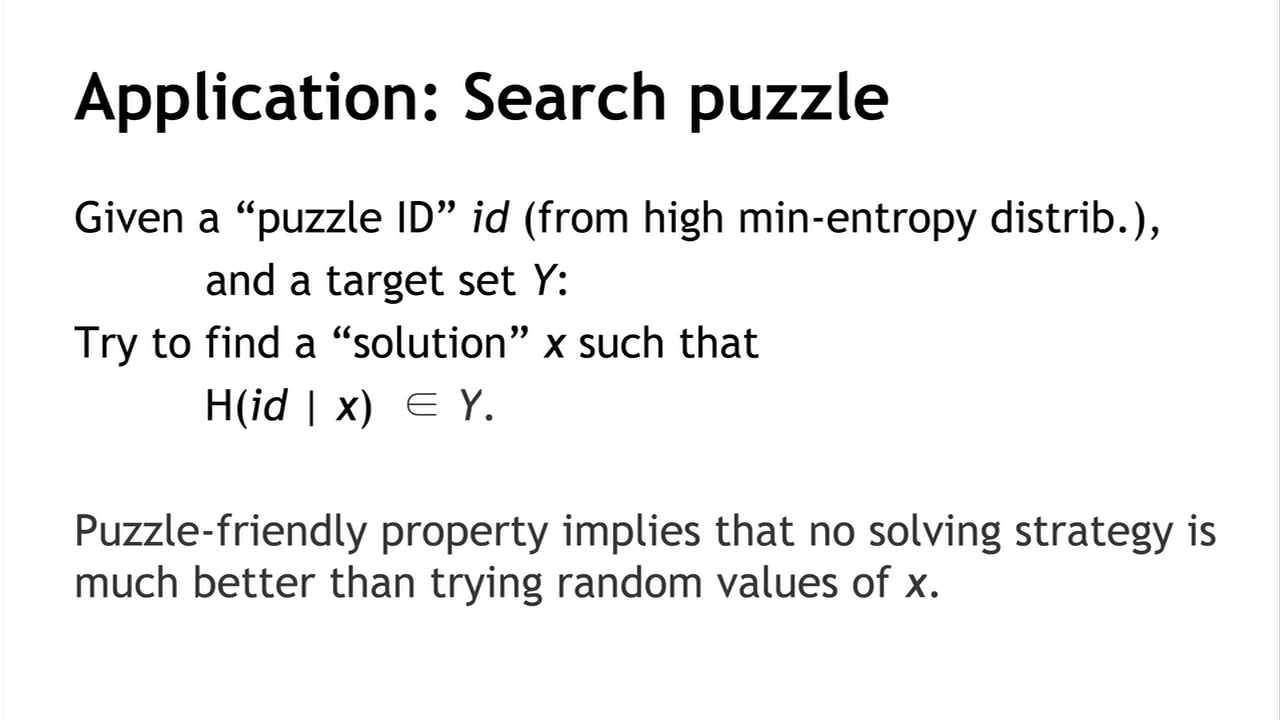 Application: Search puzzle
Given a “puzzle ID” id (from high min-entropy distrib.),
and a target set Y:
Try to find a “solution” x such that
H(id | x) ∈ Y.
Puzzle-friendly property implies that no solving strategy is
much better than trying random values of x.